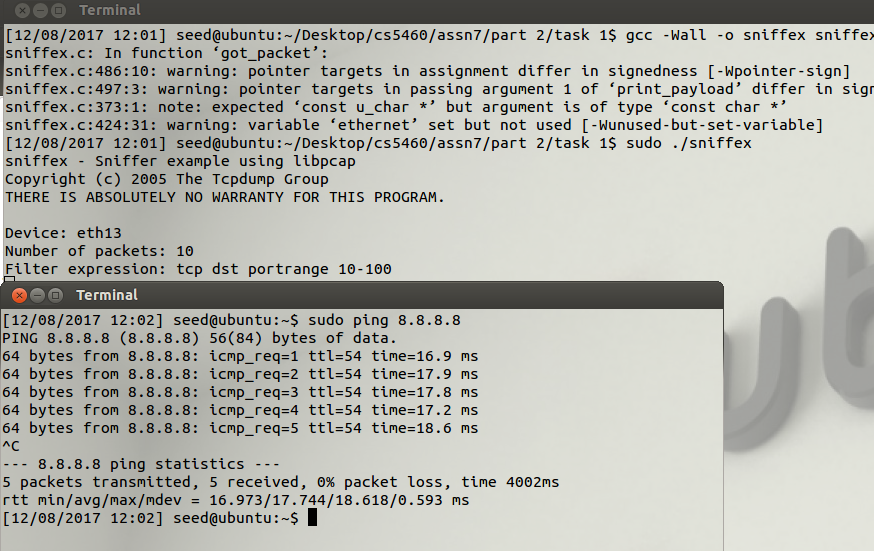 Terminal
[12/08/2017 12:01] seed@ubuntu:~/Desktop/cs5460/assn7/part 2/task 1$ gcc -Wall -o sniffex sniffex
sniffex.c: In function ‘got_packet’:
sniffex.c:486:10: warning: pointer targets in assignment differ in signedness [-Wpointer-sign]
sniffex.c:497:3: warning: pointer targets in passing argument 1 of ‘print_payload’ differ in sign
sniffex.c:373:1: note: expected ‘const u_char *’ but argument is of type ‘const char *’
sniffex.c:424:31: warning: variable ‘ethernet’ set but not used [-Wunused-but-set-variable]
[12/08/2017 12:01] seed@ubuntu:~/Desktop/cs5460/assn7/part 2/task 1$ sudo ./sniffex
sniffex - Sniffer example using libpcap
Copyright (c) 2005 The Tcpdump Group
THERE IS ABSOLUTELY NO WARRANTY FOR THIS PROGRAM.
Device: eth13
Number of packets: 10
Filter expression: tcp dst portrange 10-100
Terminal
[12/08/2017 12:02] seed@ubuntu:~$ sudo ping 8.8.8.8
PING 8.8.8.8 (8.8.8.8) 56(84) bytes of data.
64 bytes from 8.8.8.8: icmp_req=1 ttl=54 time=16.9 ms
64 bytes from 8.8.8.8: icmp_req=2 ttl=54 time=17.9 ms
64 bytes from 8.8.8.8: icmp_req=3 ttl=54 time=17.8 ms
64 bytes from 8.8.8.8: icmp_req=4 ttl=54 time=17.2 ms
64 bytes from 8.8.8.8: icmp_req=5 ttl=54 time=18.6 ms
^C
--- 8.8.8.8 ping statistics ---
5 packets transmitted, 5 received, 0% packet loss, time 4002ms
rtt min/avg/max/mdev = 16.973/17.744/18.618/0.593 ms
[12/08/2017 12:02] seed@ubuntu:~$
ub